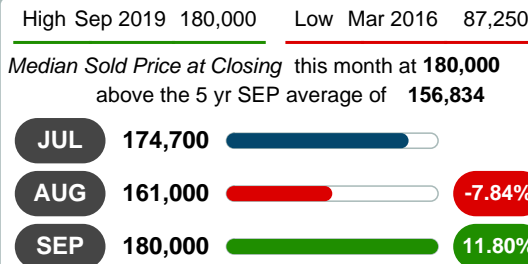 High Sep 2019 180,000 Low Mar 2016 87,250
Median Sold Price at Closing this month at 180,000
above the 5 yr SEP average of 156,834
JUL 174,700
AUG 161,000 -7.84%
SEP 180,000 11.80%